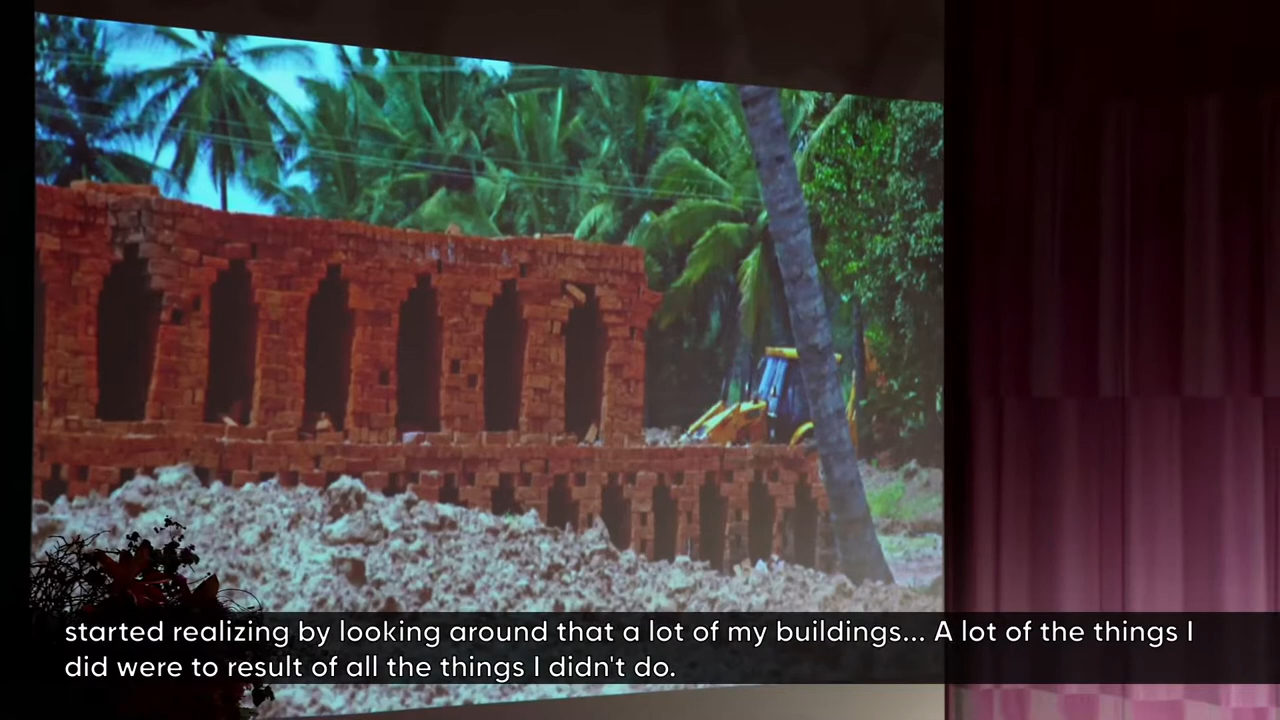 started realizing by looking around that a lot of my buildings... A lot of the things I
did were to result of all the things I didn't do.